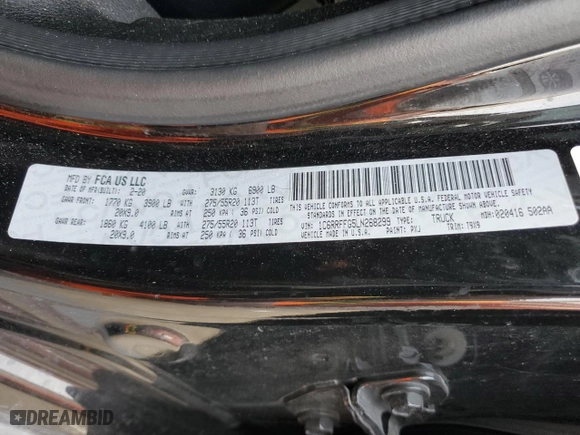 MFD BY FCA US LLC
DATE OF MFR(BUILT): 2-20 GVWR: 3130 KG 6900 LB
GAWR FRONT: 1770 KG 3900 LB WITH 275/55R20 113T TIRES
20X9.0 RIMS AT 250 KPA ( 36 PSI) COLD
GAWR REAR: 1860 KG 4100 LB WITH 275/55R20 113T TIRES
20X9.0 RIMS AT 250 KPA ( 36 PSI) COLD
THIS VEHICLE CONFORMS TO ALL APPLICABLE U.S.A. FEDERAL MOTOR VEHICLE SAFETY
STANDARDS IN EFFECT ON THE DATE OF MANUFACTURE SHOWN ABOVE.
VIN: 1C6RRFFG5LN268299 TYPE: TRUCK MDH: 020416 502AA
VEHICLE MADE IN U.S.A. PAINT: PXJ TRIM: T9X9
DREAMBID